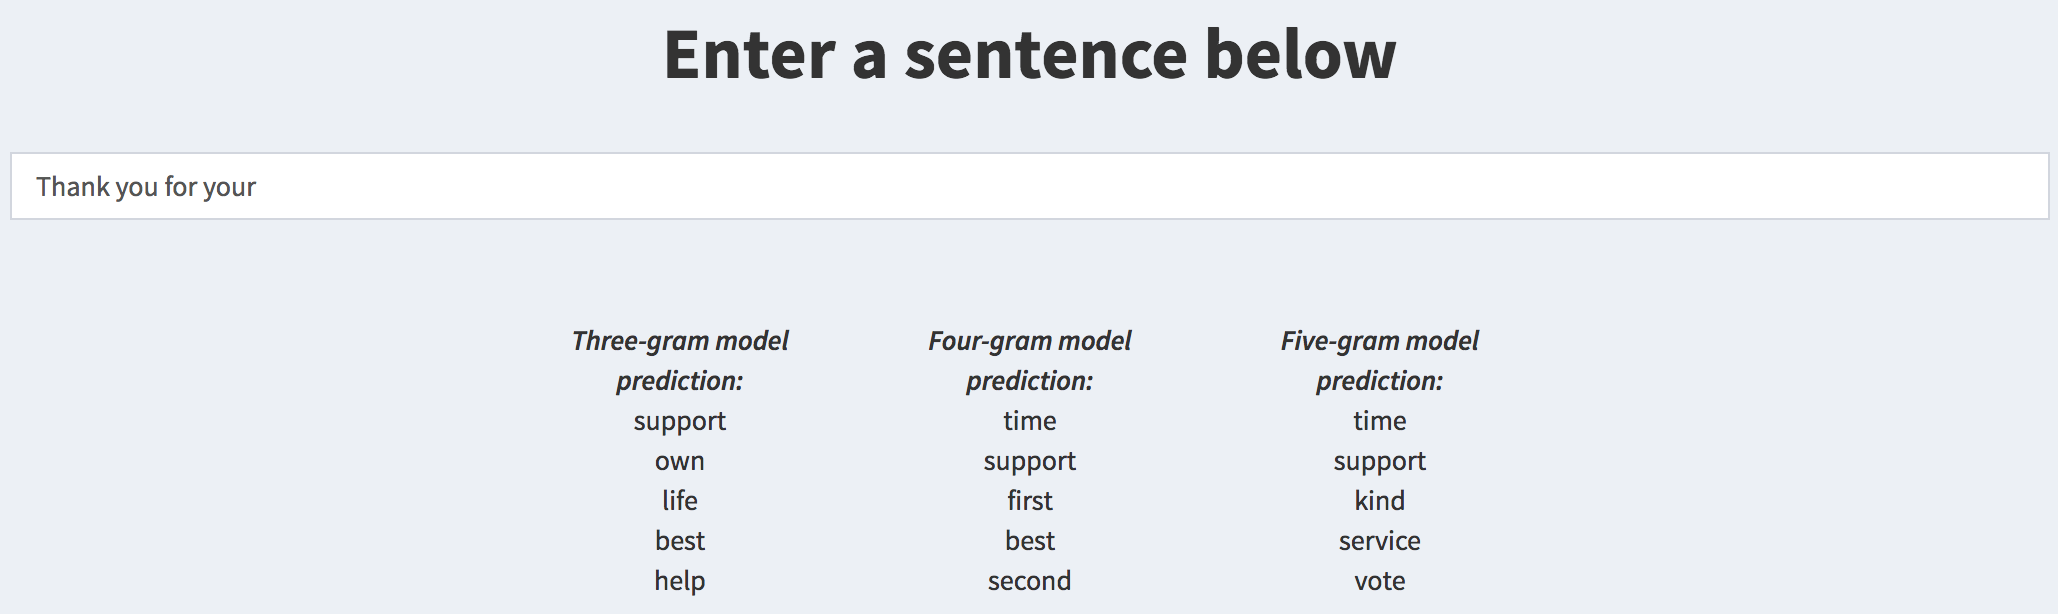 Enter a sentence below
Thank you for your
Three-gram model
prediction:
support
own
life
best
help
Four-gram model
prediction:
time
support
first
best
second
Five-gram model
prediction:
time
support
kind
service
vote